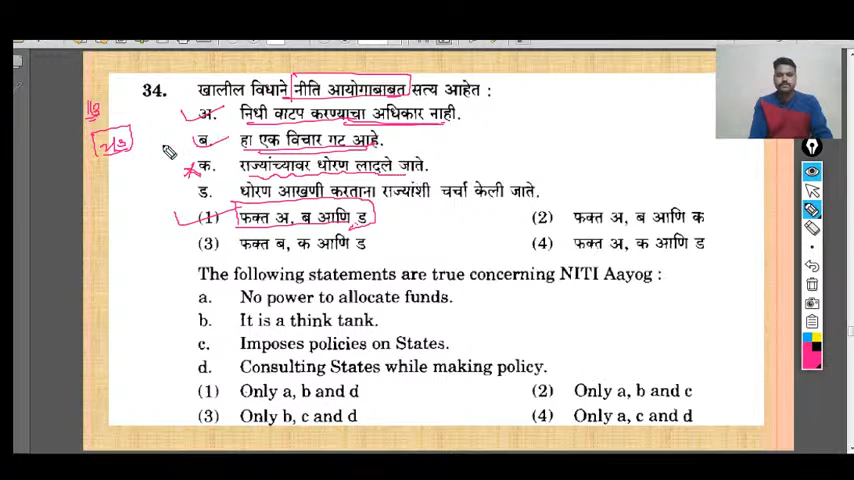 34. खालील विधाने नीति आयोगाबाबत सत्य आहेत :
अ. निधी वाटप करण्याचा अधिकार नाही.
ब. हा एक विचार गट आहे.
क. राज्यांच्यावर धोरण लादले जाते.
ड. धोरण आखणी करताना राज्यांशी चर्चा केली जाते.
(1) फक्त अ, ब आणि ड (2) फक्त अ, ब आणि क
(3) फक्त ब, क आणि ड (4) फक्त अ, क आणि ड
The following statements are true concerning NITI Aayog :
a. No power to allocate funds.
b. It is a think tank.
c. Imposes policies on States.
d. Consulting States while making policy.
(1) Only a, b and d (2) Only a, b and c
(3) Only b, c and d (4) Only a, c and d